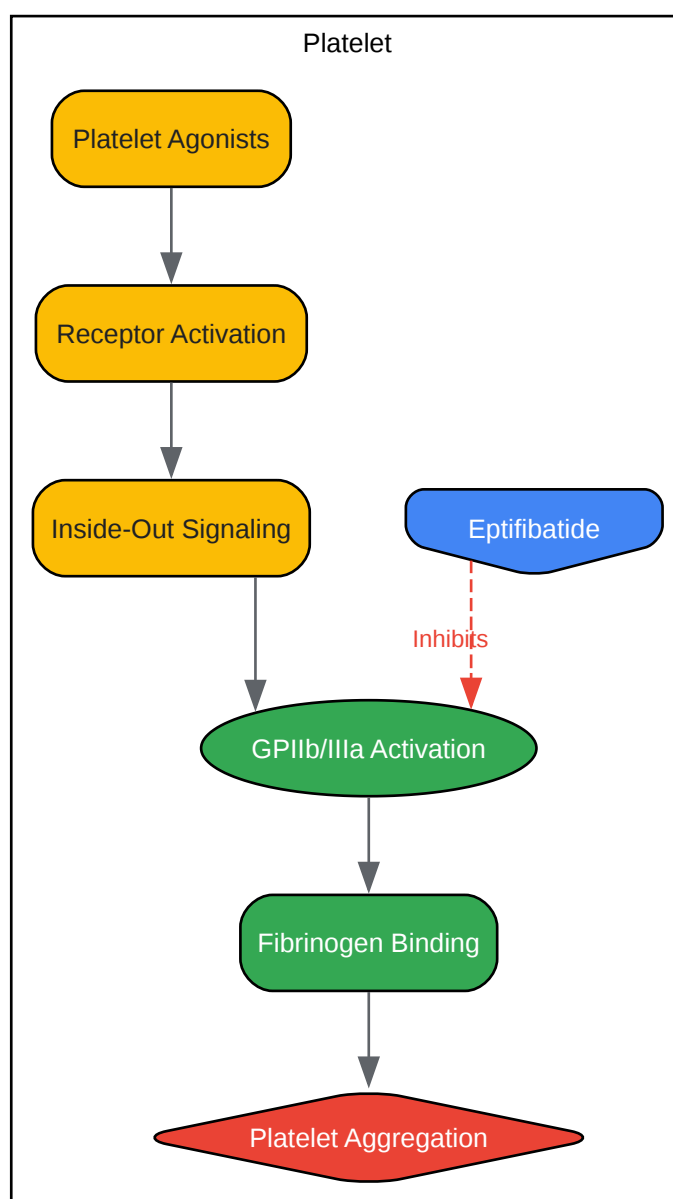 Platelet
Platelet Agonists
Receptor Activation
Inside-Out Signaling
Eptifibatide
Inhibits
GPIIb/IIIa Activation
Fibrinogen Binding
Platelet Aggregation